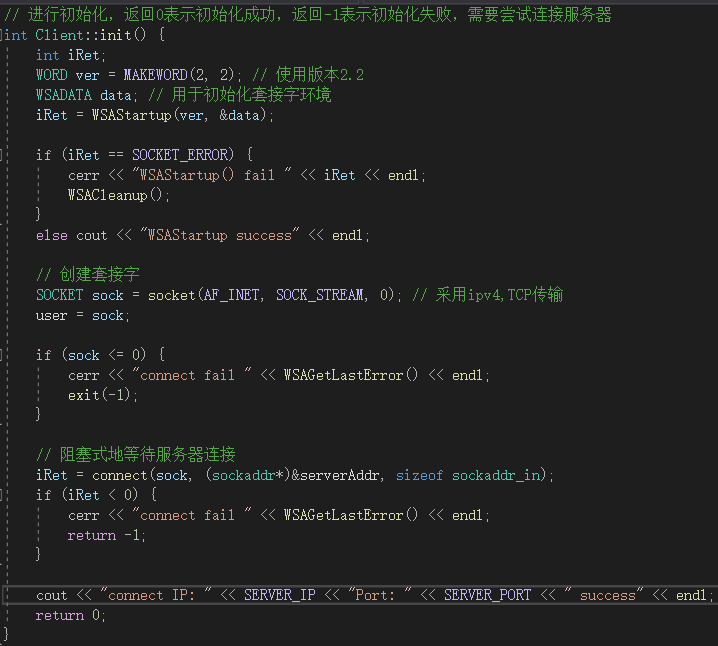 // 进行初始化，返回0表示初始化成功，返回-1表示初始化失败，需要尝试连接服务器
int Client::init() {
int iRet;
WORD ver = MAKEWORD(2, 2); // 使用版本2.2
WSADATA data; // 用于初始化套接字环境
iRet = WSAStartup(ver, &data);
if (iRet == SOCKET_ERROR) {
cerr << "WSAStartup() fail " << iRet << endl;
WSACleanup();
}
else cout << "WSAStartup success" << endl;
// 创建套接字
SOCKET sock = socket(AF_INET, SOCK_STREAM, 0); // 采用ipv4,TCP传输
user = sock;
if (sock <= 0) {
cerr << "connect fail " << WSAGetLastError() << endl;
exit(-1);
}
// 阻塞式地等待服务器连接
iRet = connect(sock, (sockaddr*)&serverAddr, sizeof sockaddr_in);
if (iRet < 0) {
cerr << "connect fail " << WSAGetLastError() << endl;
return -1;
}
cout << "connect IP: " << SERVER_IP << "Port: " << SERVER_PORT << " success" << endl;
return 0;
}